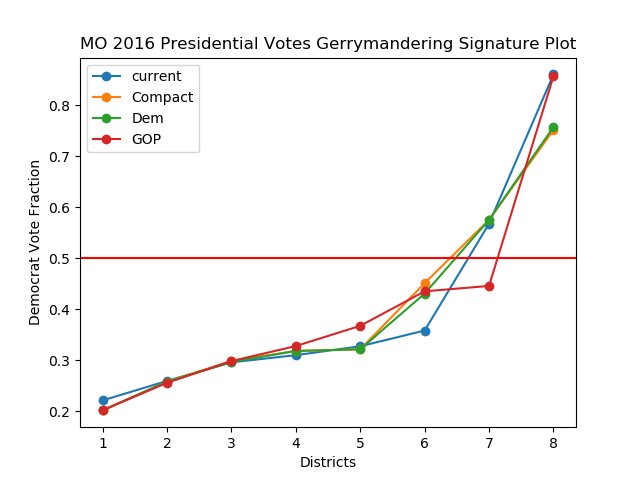 MO 2016 Presidential Votes Gerrymandering Signature Plot
current
Compact
Dem
GOP
Democrat Vote Fraction
0.8
0.7
0.6
0.5
0.4
0.3
0.2
1 2 3 4 5 6 7 8
Districts